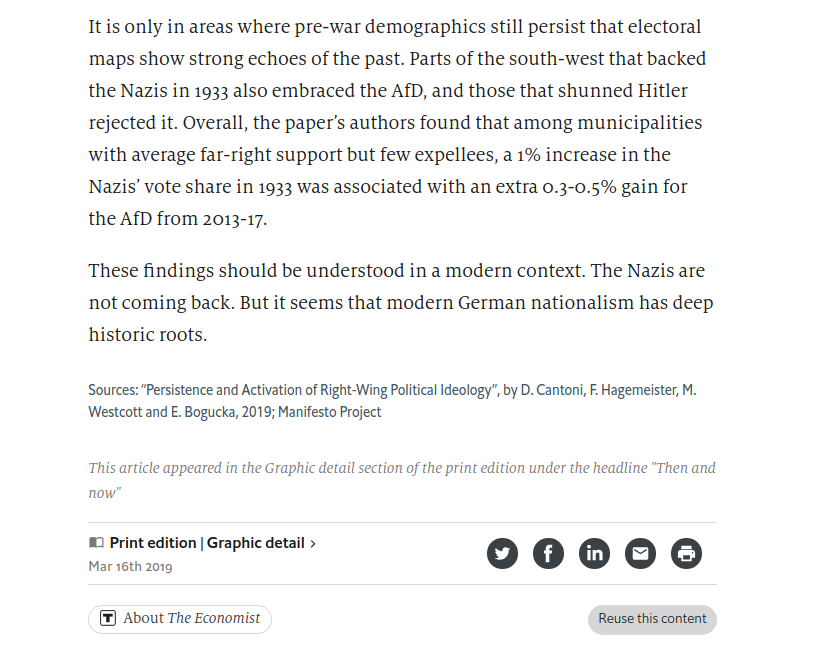 It is only in areas where pre-war demographics still persist that electoral
maps show strong echoes of the past. Parts of the south-west that backed
the Nazis in 1933 also embraced the AfD, and those that shunned Hitler
rejected it. Overall, the paper’s authors found that among municipalities
with average far-right support but few expellees, a 1% increase in the
Nazis’ vote share in 1933 was associated with an extra 0.3-0.5% gain for
the AfD from 2013-17.
These findings should be understood in a modern context. The Nazis are
not coming back. But it seems that modern German nationalism has deep
historic roots.
Sources: “Persistence and Activation of Right-Wing Political Ideology”, by D. Cantoni, F. Hagemeister, M.
Westcott and E. Bogucka, 2019; Manifesto Project
This article appeared in the Graphic detail section of the print edition under the headline "Then and
now"
Print edition | Graphic detail ›
Mar 16th 2019
T About The Economist
Reuse this content